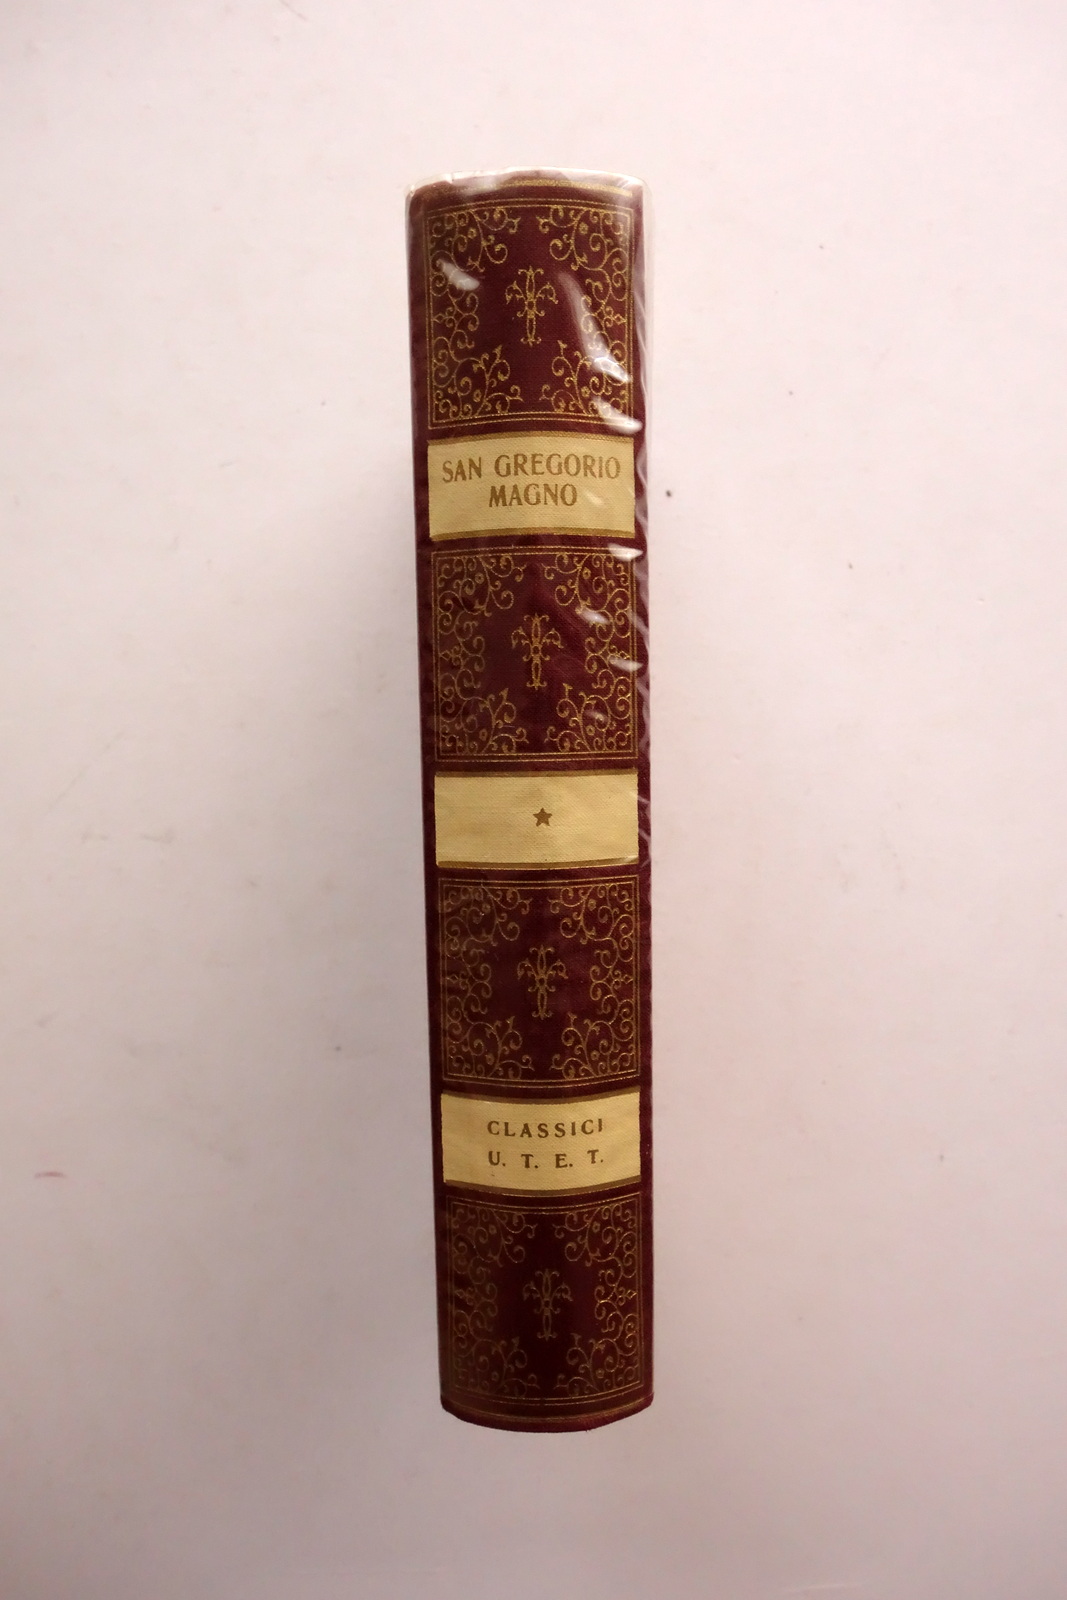 SAN GREGORIO
MAGNO
CLASSICI
U. T. E. T.